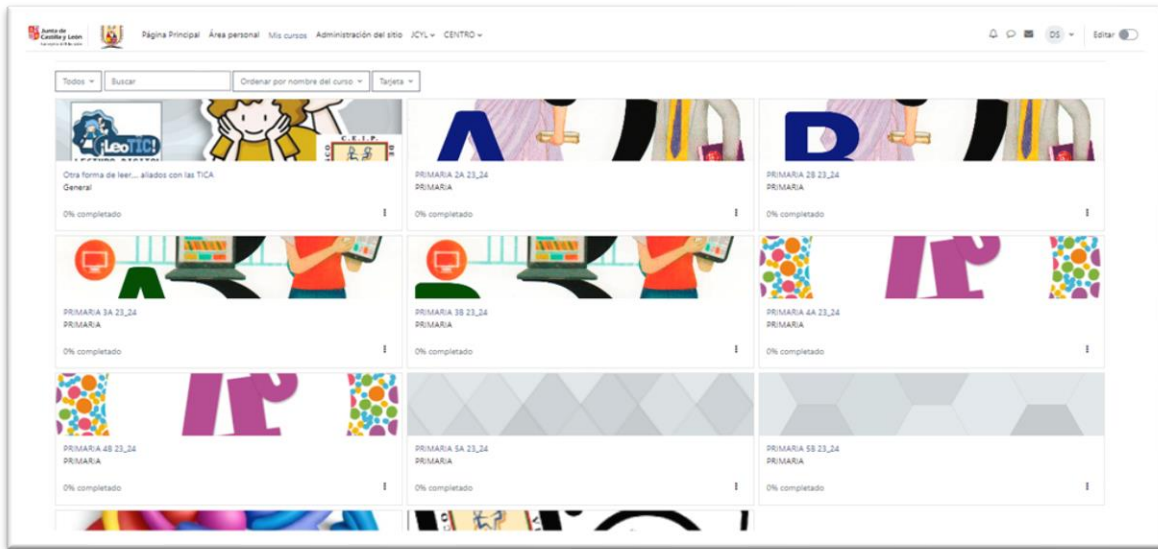 Junta de
Castilla y León
Página Principal Área personal Mis cursos Administración del sitio JCYL CENTRO
DS Editar
Todos Buscar Ordenar por nombre del curso Tarjeta
¡LeoTIC!
C.E.I.P.
A
B
Otra forma de leer... aliados con las TICA
General
0% completado
PRIMARIA 2A 23_24
PRIMARIA
0% completado
PRIMARIA 2B 23_24
PRIMARIA
0% completado
PRIMARIA 3A 23_24
PRIMARIA
0% completado
PRIMARIA 3B 23_24
PRIMARIA
0% completado
PRIMARIA 4A 23_24
PRIMARIA
0% completado
PRIMARIA 4B 23_24
PRIMARIA
0% completado
PRIMARIA 5A 23_24
PRIMARIA
0% completado
PRIMARIA 5B 23_24
PRIMARIA
0% completado